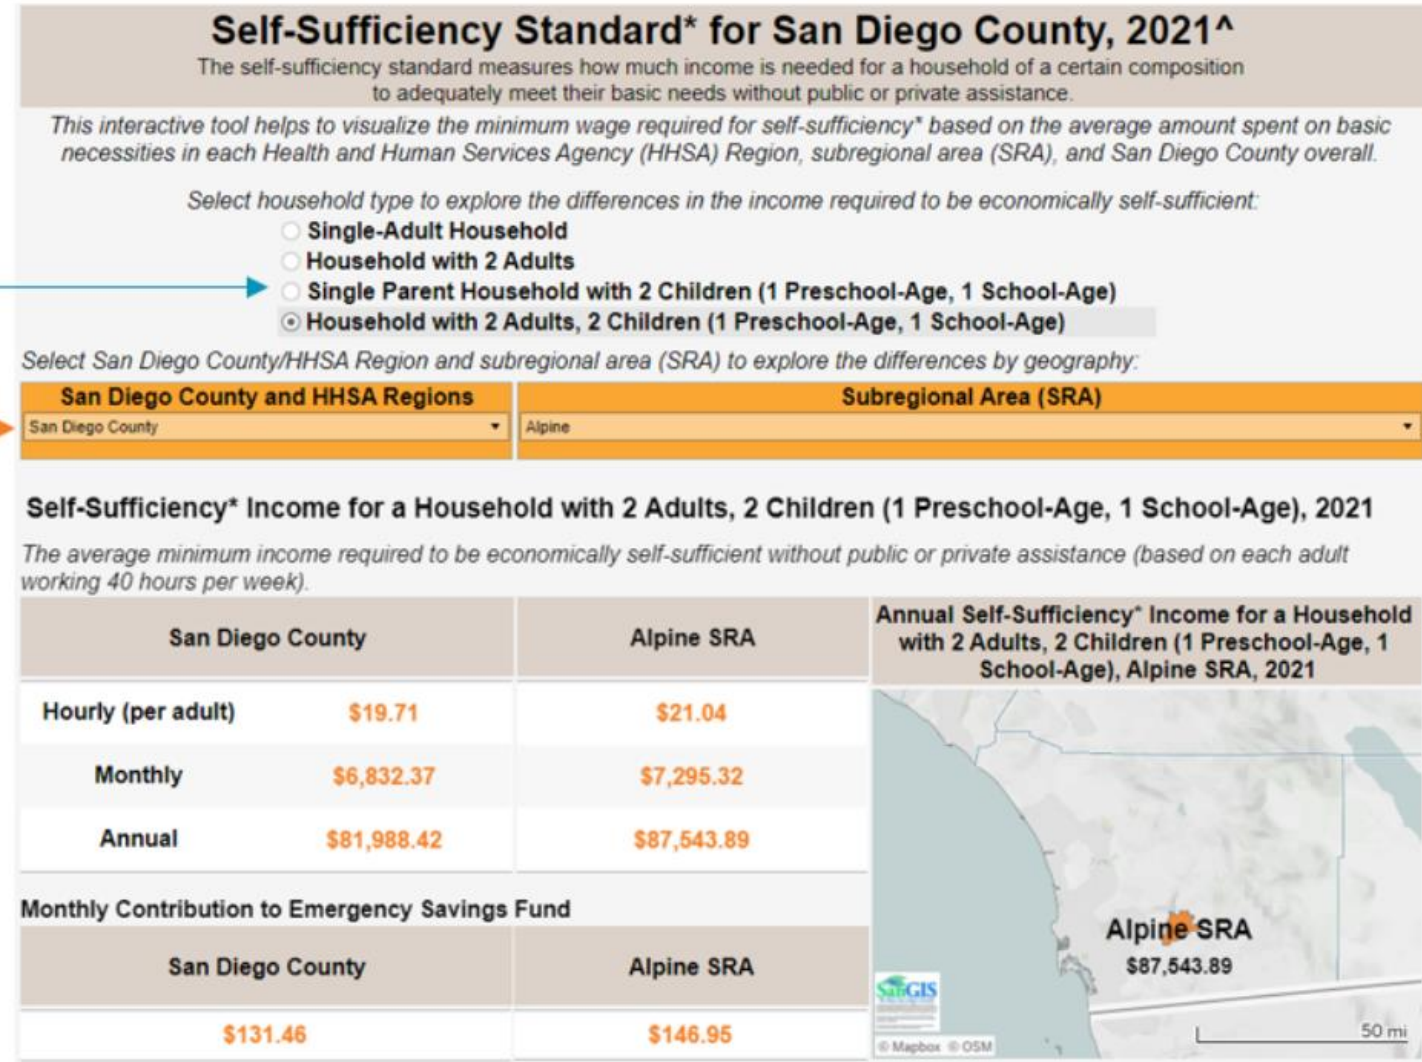 Self-Sufficiency Standard* for San Diego County, 2021^
The self-sufficiency standard measures how much income is needed for a household of a certain composition
to adequately meet their basic needs without public or private assistance.
This interactive tool helps to visualize the minimum wage required for self-sufficiency* based on the average amount spent on basic
necessities in each Health and Human Services Agency (HHSA) Region, subregional area (SRA), and San Diego County overall.
Select household type to explore the differences in the income required to be economically self-sufficient:
Single-Adult Household
Household with 2 Adults
Single Parent Household with 2 Children (1 Preschool-Age, 1 School-Age)
Household with 2 Adults, 2 Children (1 Preschool-Age, 1 School-Age)
Select San Diego County/HHSA Region and subregional area (SRA) to explore the differences by geography:
San Diego County and HHSA Regions
San Diego County
Subregional Area (SRA)
Alpine
Self-Sufficiency* Income for a Household with 2 Adults, 2 Children (1 Preschool-Age, 1 School-Age), 2021
The average minimum income required to be economically self-sufficient without public or private assistance (based on each adult
working 40 hours per week).
San Diego County Alpine SRA
Hourly (per adult) $19.71 $21.04
Monthly $6,832.37 $7,295.32
Annual $81,988.42 $87,543.89
Monthly Contribution to Emergency Savings Fund
San Diego County Alpine SRA
$131.46 $146.95
Annual Self-Sufficiency* Income for a Household
with 2 Adults, 2 Children (1 Preschool-Age, 1
School-Age), Alpine SRA, 2021
Alpine SRA
$87,543.89
SanGIS
© Mapbox © OSM
50 mi